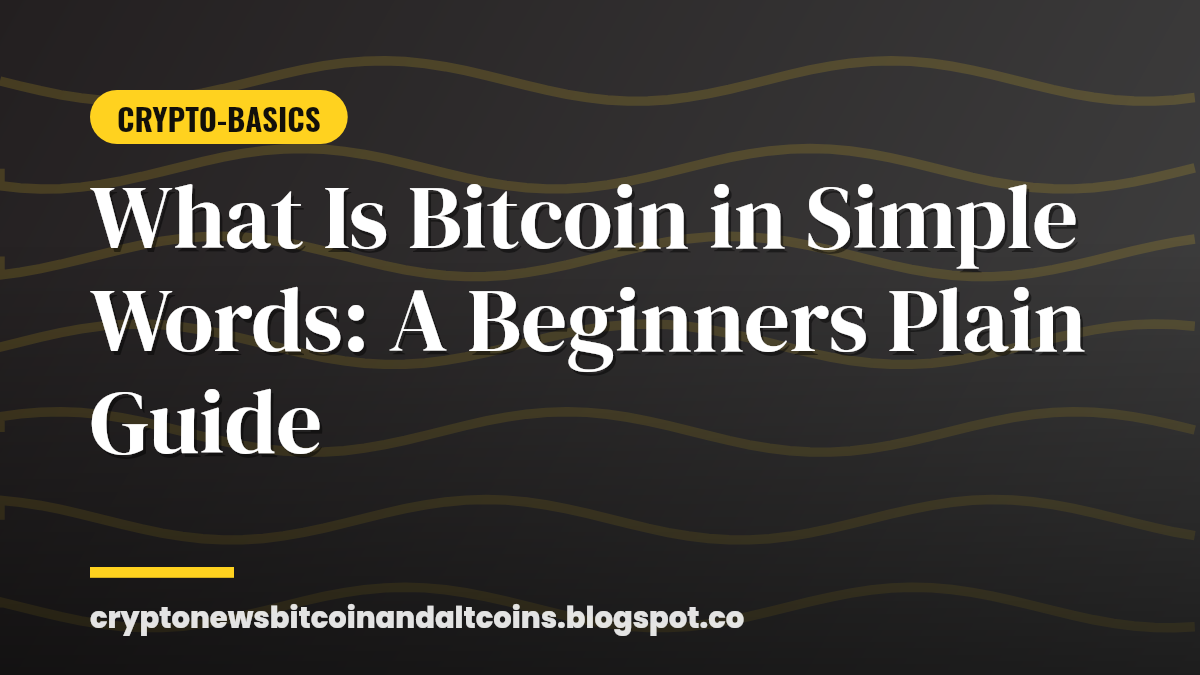 CRYPTO-BASICS
What Is Bitcoin in Simple
Words: A Beginners Plain
Guide
cryptonewsbitcoinandaltcoins.blogspot.co